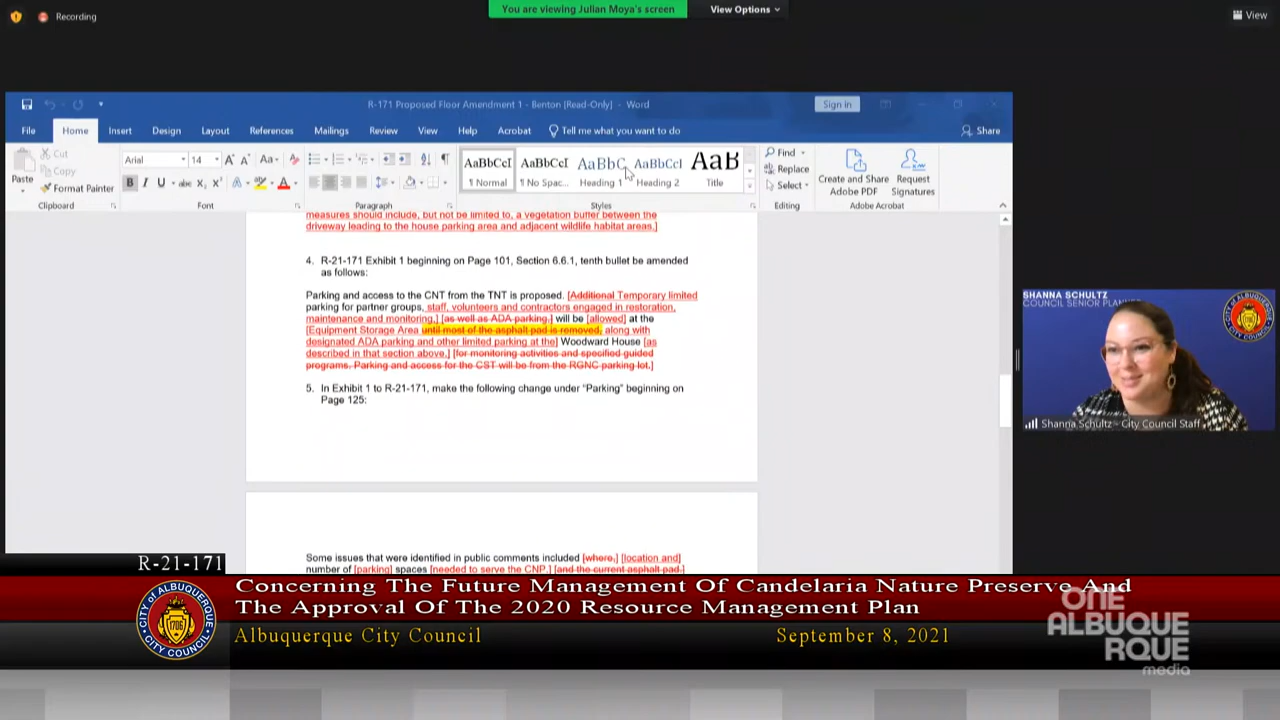 Recording
You are viewing Julian Moya's screen
View Options
View
R-171 Proposed Floor Amendment 1 - Benton [Read-Only] - Word
Sign in
File Home Insert Design Layout References Mailings Review View Help Acrobat Tell me what you want to do Share
Paste
Cut
Copy
Format Painter
Clipboard
Arial 14
Font
Paragraph
AaBbCcI AaBbCcI AaBbC AaBbCcI AaB
¶ Normal ¶ No Spac... Heading 1 Heading 2 Title
Styles
Find
Replace
Select
Editing
Create and Share Adobe PDF
Request Signatures
Adobe Acrobat
measures should include, but not be limited to, a vegetation buffer between the
driveway leading to the house parking area and adjacent wildlife habitat areas.]
4. R-21-171 Exhibit 1 beginning on Page 101, Section 6.6.1, tenth bullet be amended
as follows:
Parking and access to the CNT from the TNT is proposed. [Additional Temporary limited
parking for partner groups, staff, volunteers and contractors engaged in restoration,
maintenance and monitoring,] [as well as ADA parking,] will be [allowed] at the
[Equipment Storage Area until most of the asphalt pad is removed, along with
designated ADA parking and other limited parking at the] Woodward House [as
described in that section above.] [for monitoring activities and specified guided
programs. Parking and access for the CST will be from the RGNC parking lot.]
5. In Exhibit 1 to R-21-171, make the following change under "Parking" beginning on
Page 125:
Some issues that were identified in public comments included [where,] [location and]
number of [parking] spaces [needed to serve the CNP,] [and the current asphalt pad.]
SHANNA SCHULTZ
COUNCIL SENIOR PLANNER
Shanna Schultz - City Council Staff
R-21-171
Concerning The Future Management Of Candelaria Nature Preserve And
The Approval Of The 2020 Resource Management Plan
Albuquerque City Council
September 8, 2021
CITY OF ALBUQUERQUE
1706
CITY COUNCIL
ONE
ALBUQUE
RQUE
media